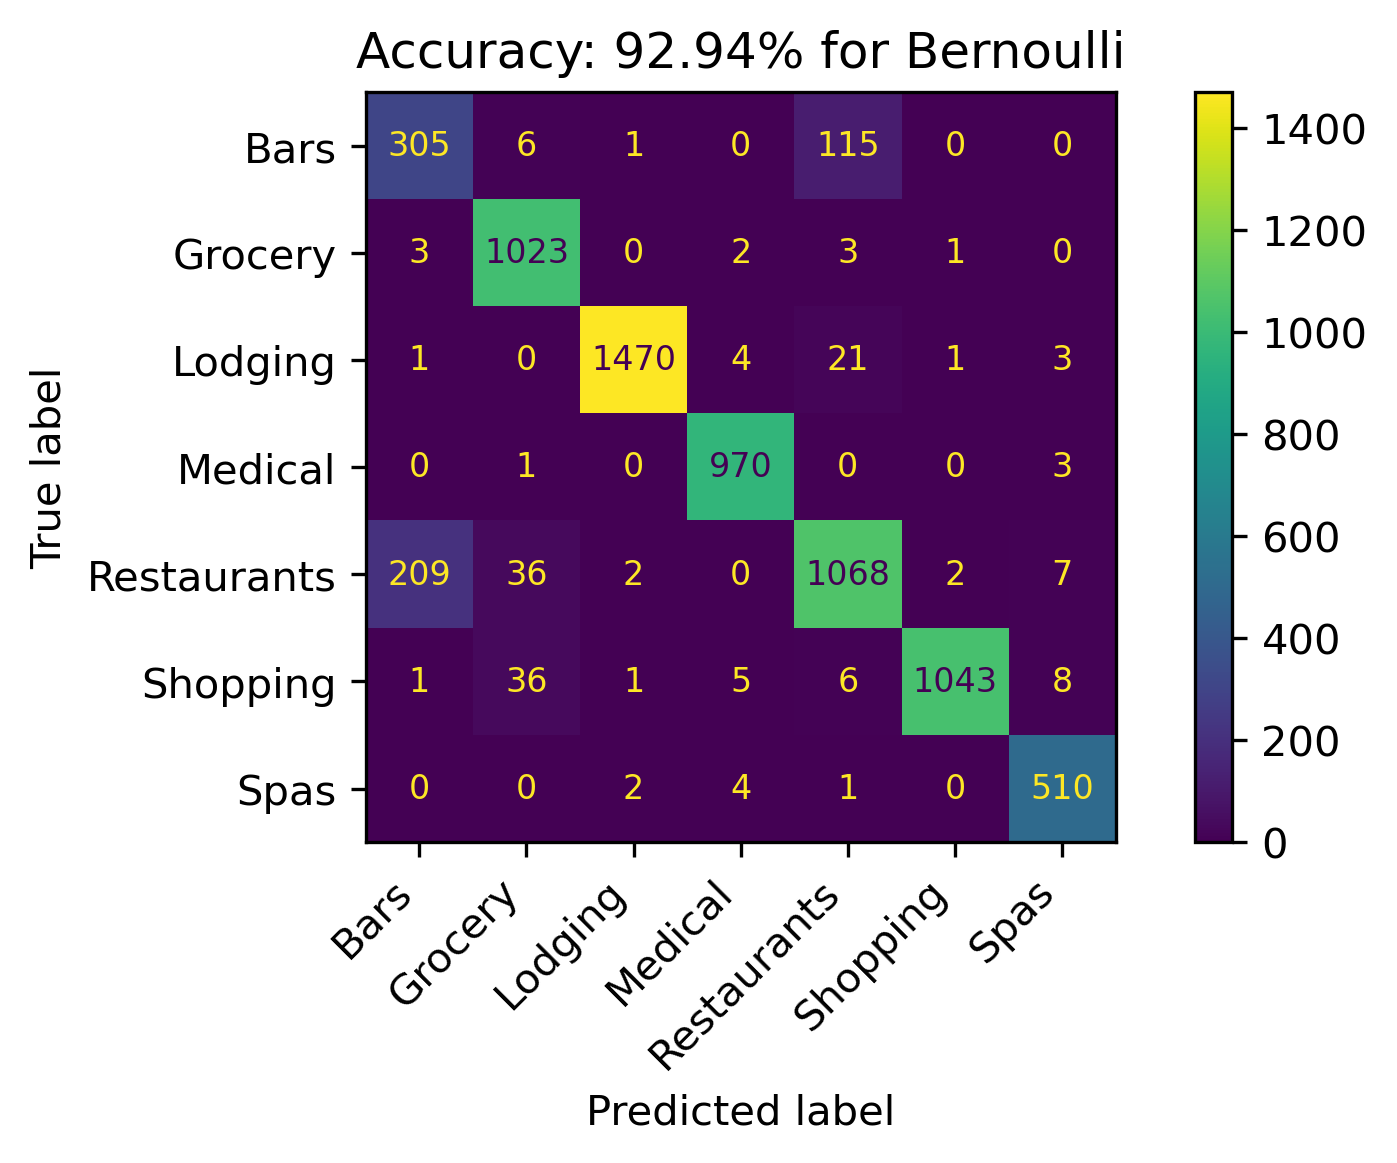 Accuracy: 92.94% for Bernoulli
True label
Bars 305 6 1 0 115 0 0
Grocery 3 1023 0 2 3 1 0
Lodging 1 0 1470 4 21 1 3
Medical 0 1 0 970 0 0 3
Restaurants 209 36 2 0 1068 2 7
Shopping 1 36 1 5 6 1043 8
Spas 0 0 2 4 1 0 510
Bars Grocery Lodging Medical Restaurants Shopping Spas
Predicted label
1400
1200
1000
800
600
400
200
0